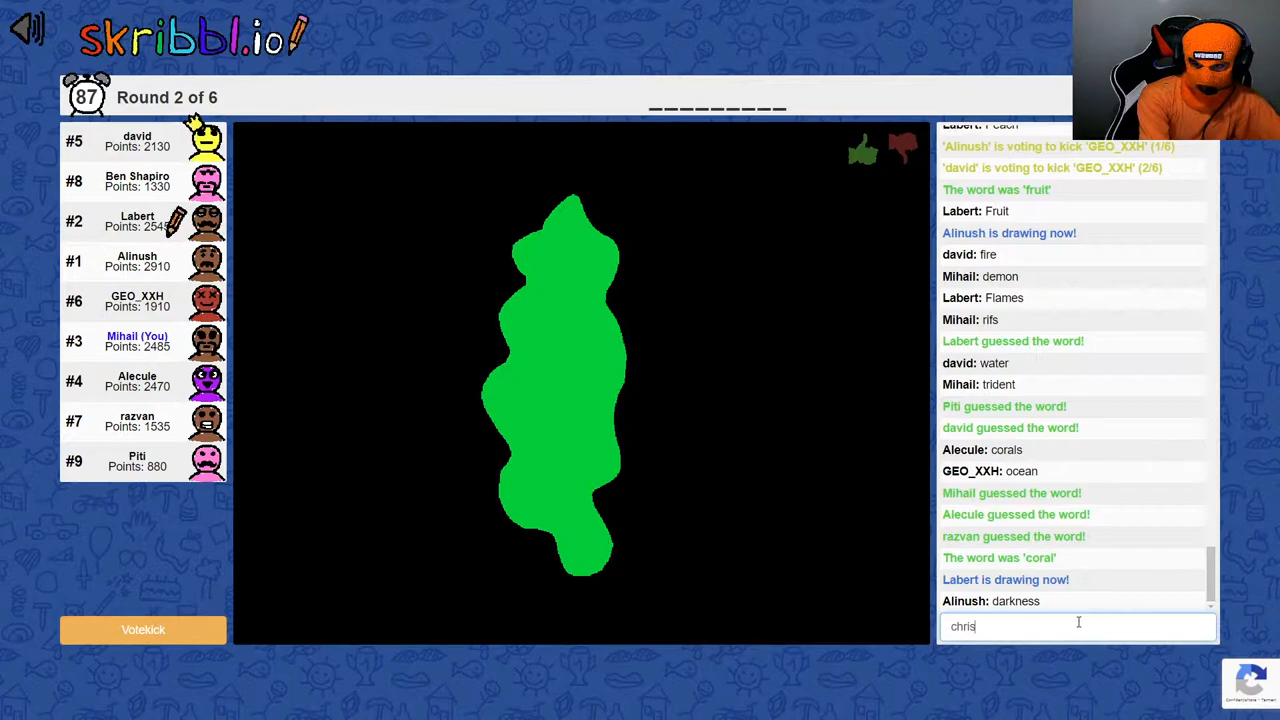 skribbl.io
87
Round 2 of 6
_________
#5
david
Points: 2130
#8
Ben Shapiro
Points: 1330
#2
Labert
Points: 2545
#1
Alinush
Points: 2910
#6
GEO_XXH
Points: 1910
#3
Mihail (You)
Points: 2485
#4
Alecule
Points: 2470
#7
razvan
Points: 1535
#9
Piti
Points: 880
Votekick
'Alinush' is voting to kick 'GEO_XXH' (1/6)
'david' is voting to kick 'GEO_XXH' (2/6)
The word was 'fruit'
Labert: Fruit
Alinush is drawing now!
david: fire
Mihail: demon
Labert: Flames
Mihail: rifs
Labert guessed the word!
david: water
Mihail: trident
Piti guessed the word!
david guessed the word!
Alecule: corals
GEO_XXH: ocean
Mihail guessed the word!
Alecule guessed the word!
razvan guessed the word!
The word was 'coral'
Labert is drawing now!
Alinush: darkness
chris